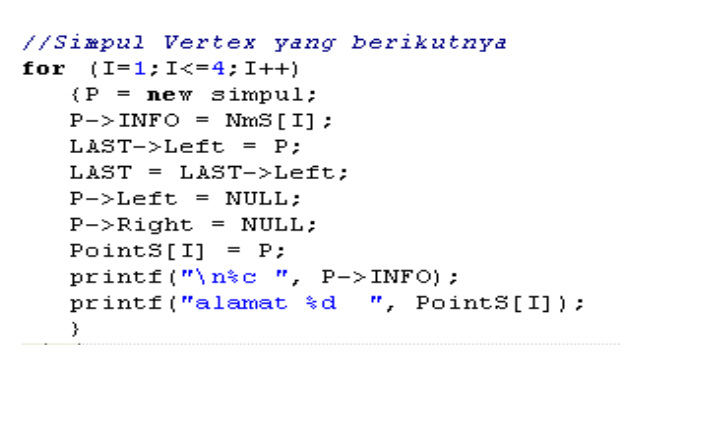 //Simpul Vertex yang berikutnya
for (I=1;I<=4;I++)
{P = new simpul;
P->INFO = NmS[I];
LAST->Left = P;
LAST = LAST->Left;
P->Left = NULL;
P->Right = NULL;
PointS[I] = P;
printf("\n%c ", P->INFO);
printf("alamat %d  ", PointS[I]);
}